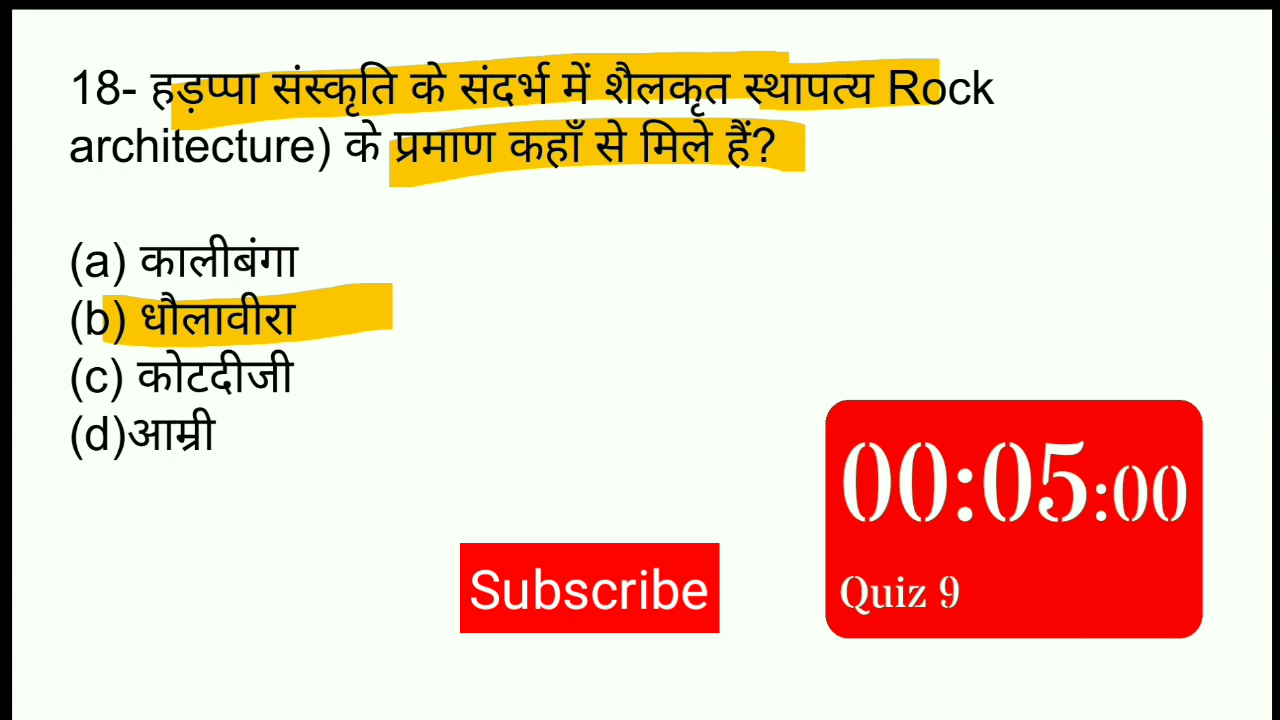 18- हड़प्पा संस्कृति के संदर्भ में शैलकृत स्थापत्य Rock
architecture) के प्रमाण कहाँ से मिले हैं?
(a) कालीबंगा
(b) धौलावीरा
(c) कोटदीजी
(d)आम्री
00:05:00
Subscribe
Quiz 9